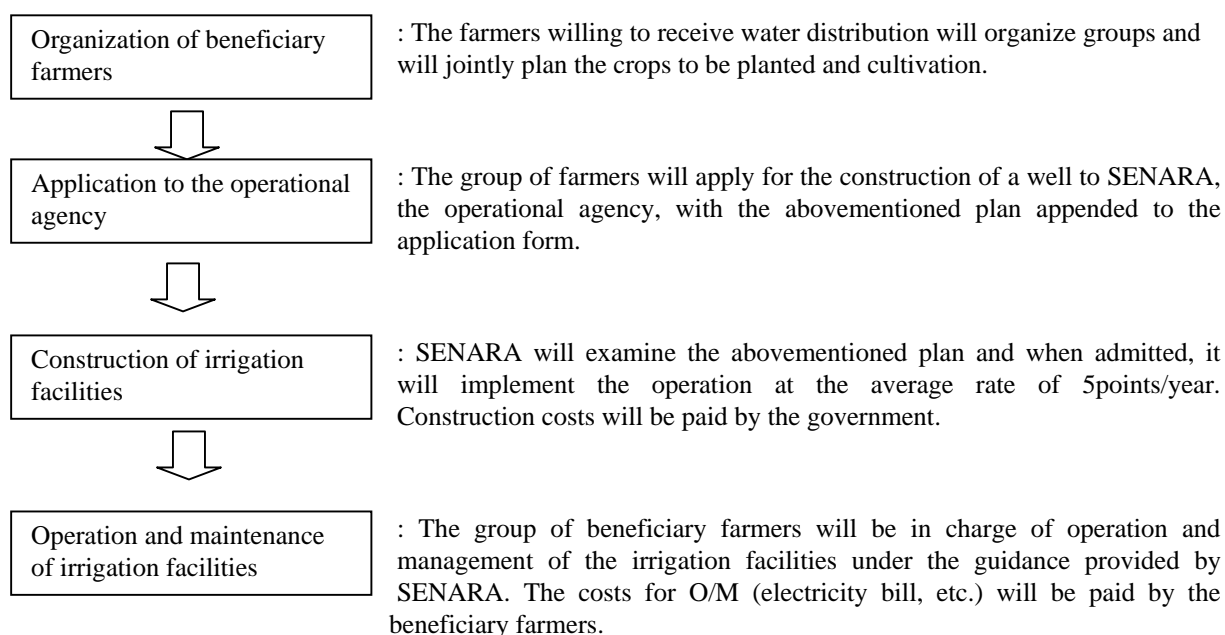 Organization of beneficiary
farmers
: The farmers willing to receive water distribution will organize groups and
will jointly plan the crops to be planted and cultivation.
Application to the operational
agency
: The group of farmers will apply for the construction of a well to SENARA,
the operational agency, with the abovementioned plan appended to the
application form.
Construction of irrigation
facilities
: SENARA will examine the abovementioned plan and when admitted, it
will implement the operation at the average rate of 5points/year.
Construction costs will be paid by the government.
Operation and maintenance
of irrigation facilities
: The group of beneficiary farmers will be in charge of operation and
management of the irrigation facilities under the guidance provided by
SENARA. The costs for O/M (electricity bill, etc.) will be paid by the
beneficiary farmers.